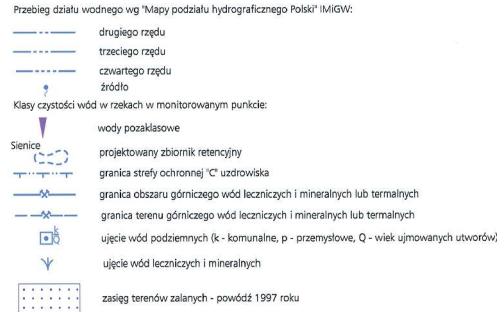 Przebieg działu wodnego wg "Mapy podziału hydrograficznego Polski" IMiGW:
drugiego rzędu
trzeciego rzędu
czwartego rzędu
źródło
Klasy czystości wód w rzekach w monitorowanym punkcie:
wody pozaklasowe
Sienice
projektowany zbiornik retencyjny
granica strefy ochronnej "C" uzdrowiska
granica obszaru górniczego wód leczniczych i mineralnych lub termalnych
granica terenu górniczego wód leczniczych i mineralnych lub termalnych
k
Q
ujęcie wód podziemnych (k - komunalne, p - przemysłowe, Q - wiek ujmowanych utworów)
ujęcie wód leczniczych i mineralnych
zasięg terenów zalanych - powódź 1997 roku